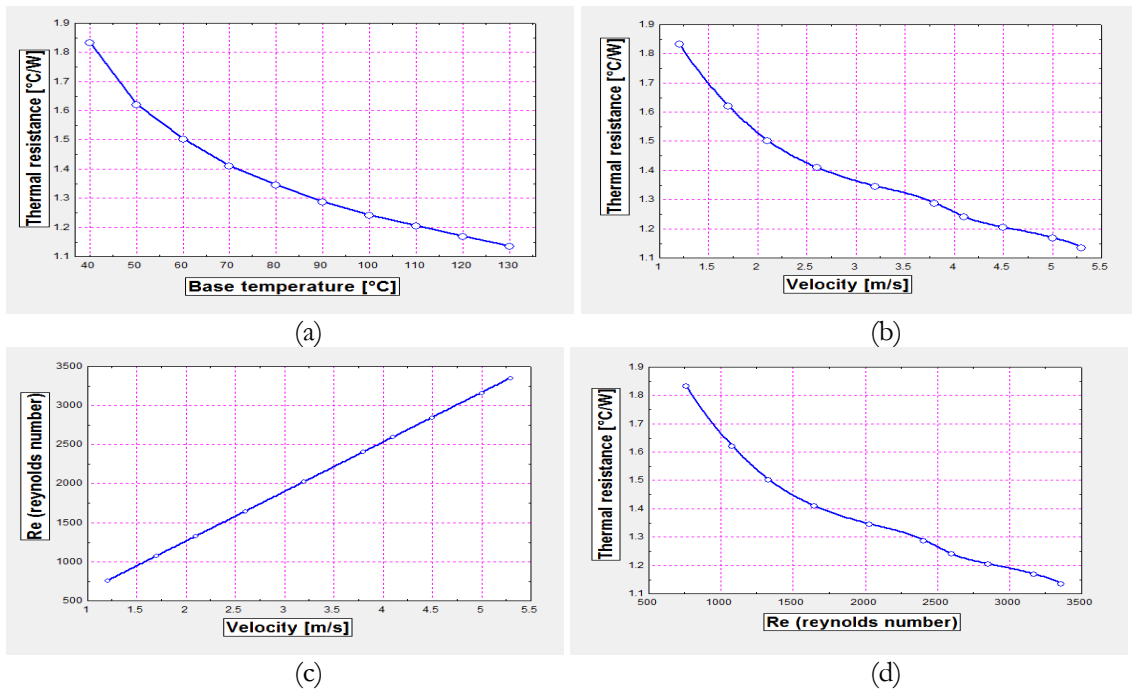 Thermal resistance [°C/W]
1.9
1.8
1.7
1.6
1.5
1.4
1.3
1.2
1.1
40 50 60 70 80 90 100 110 120 130
Base temperature [°C]
(a)
Thermal resistance [°C/W]
1.9
1.8
1.7
1.6
1.5
1.4
1.3
1.2
1.1
1 1.5 2 2.5 3 3.5 4 4.5 5 5.5
Velocity [m/s]
(b)
Re (reynolds number)
3500
3000
2500
2000
1500
1000
500
1 1.5 2 2.5 3 3.5 4 4.5 5 5.5
Velocity [m/s]
(c)
Thermal resistance [°C/W]
1.9
1.8
1.7
1.6
1.5
1.4
1.3
1.2
1.1
500 1000 1500 2000 2500 3000 3500
Re (reynolds number)
(d)